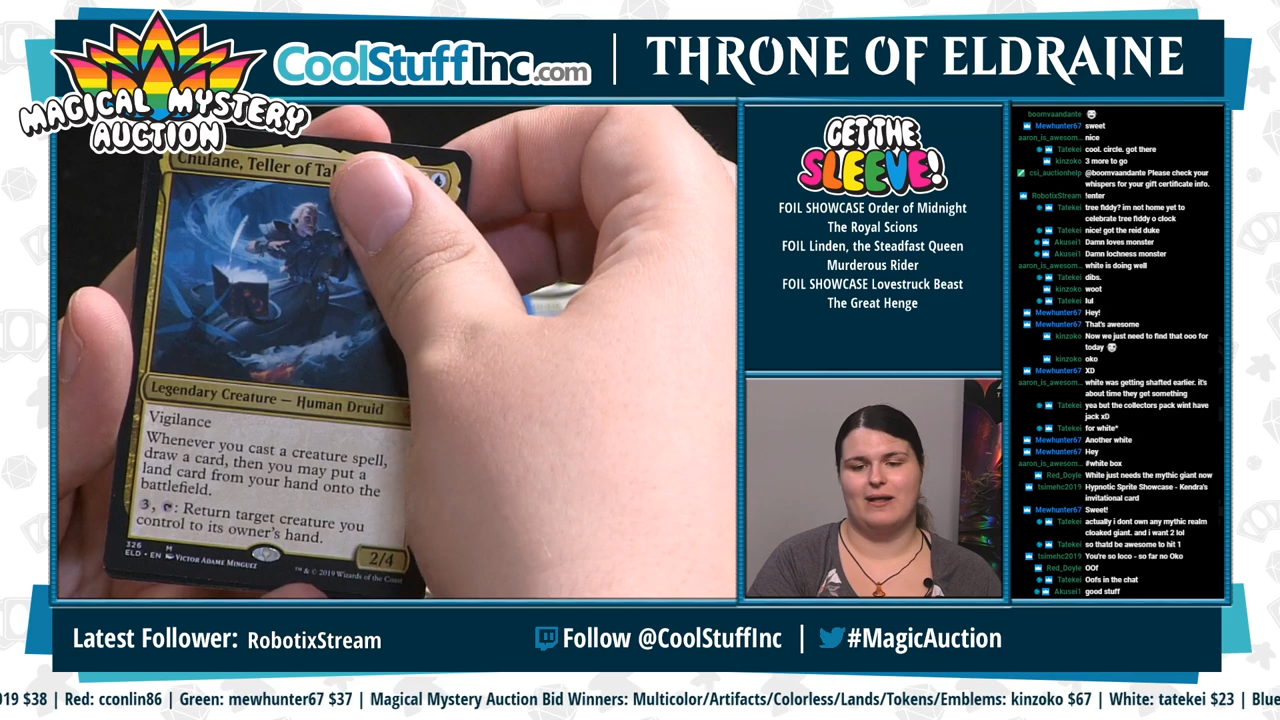 MAGICAL MYSTERY
AUCTION
CoolStuffInc.com
THRONE OF ELDRAINE
Chulane, Teller of Ta
Legendary Creature — Human Druid
Vigilance
Whenever you cast a creature spell,
draw a card, then you may put a
land card from your hand onto the
battlefield.
3, : Return target creature you
control to its owner's hand.
326 M
ELD • EN VICTOR ADAME MINGUEZ
™ & © 2019 Wizards of the Coast
2/4
GET THE
SLEEVE!
FOIL SHOWCASE Order of Midnight
The Royal Scions
FOIL Linden, the Steadfast Queen
Murderous Rider
FOIL SHOWCASE Lovestruck Beast
The Great Henge
boomvaandante
Mewhunter67 sweet
aaron_is_awesom... nice
Tatekei cool. circle. got there
kinzoko 3 more to go
csi_auctionhelp @boomvaandante Please check your
whispers for your gift certificate info.
RobotixStream !enter
Tatekei tree fiddy? im not home yet to
celebrate tree fiddy o clock
Tatekei nice! got the reid duke
Akusei1 Damn loves monster
Akusei1 Damn lochness monster
aaron_is_awesom... white is doing well
Tatekei dibs.
kinzoko woot
Tatekei lul
Mewhunter67 Hey!
Mewhunter67 That's awesome
kinzoko Now we just need to find that ooo for
today
kinzoko oko
Mewhunter67 XD
aaron_is_awesom... white was getting shafted earlier. it's
about time they get something
Tatekei yea but the collectors pack wint have
jack xD
Tatekei for white*
Mewhunter67 Another white
Mewhunter67 Hey
aaron_is_awesom... #white box
Red_Doyle White just needs the mythic giant now
tsimehc2019 Hypnotic Sprite Showcase - Kendra's
invitational card
Mewhunter67 Sweet!
Tatekei actually i dont own any mythic realm
cloaked giant. and i want 2 lol
Tatekei so thatd be awesome to hit 1
tsimehc2019 You're so loco - so far no Oko
Red_Doyle OOf
Tatekei Oofs in the chat
Akusei1 good stuff
Latest Follower: RobotixStream
Follow @CoolStuffInc | #MagicAuction
019 $38 | Red: cconlin86 | Green: mewhunter67 $37 | Magical Mystery Auction Bid Winners: Multicolor/Artifacts/Colorless/Lands/Tokens/Emblems: kinzoko $67 | White: tatekei $23 | Blue